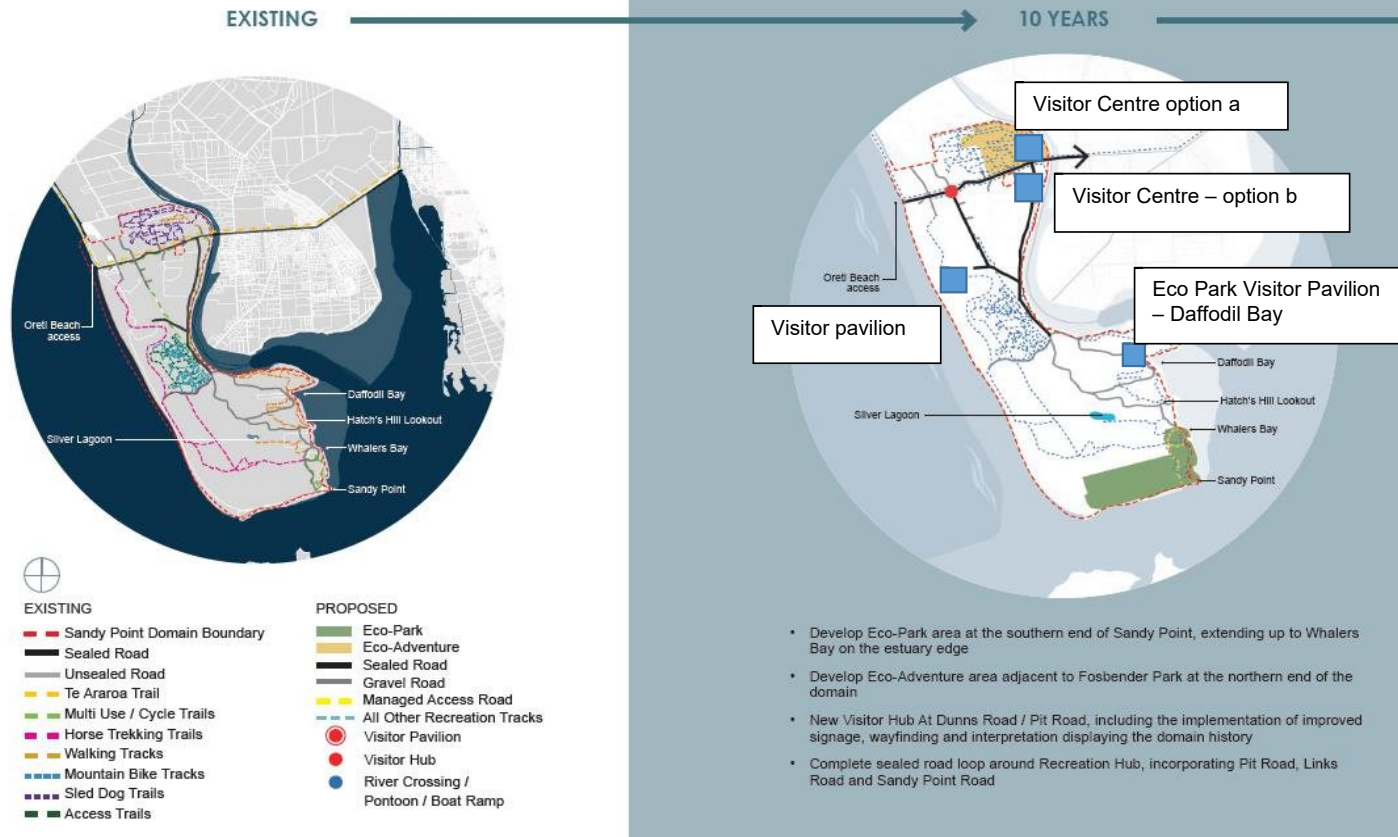 EXISTING
10 YEARS
Oreti Beach
access
Silver Lagoon
Daffodil Bay
Hatch's Hill Lookout
Whalers Bay
Sandy Point
Visitor Centre option a
Visitor Centre – option b
Oreti Beach
access
Visitor pavilion
Eco Park Visitor Pavilion
– Daffodil Bay
Daffodil Bay
Hatch's Hill Lookout
Silver Lagoon
Whalers Bay
Sandy Point
EXISTING
Sandy Point Domain Boundary
Sealed Road
Unsealed Road
Te Araroa Trail
Multi Use / Cycle Trails
Horse Trekking Trails
Walking Tracks
Mountain Bike Tracks
Sled Dog Trails
Access Trails
PROPOSED
Eco-Park
Eco-Adventure
Sealed Road
Gravel Road
Managed Access Road
All Other Recreation Tracks
Visitor Pavilion
Visitor Hub
River Crossing /
Pontoon / Boat Ramp
• Develop Eco-Park area at the southern end of Sandy Point, extending up to Whalers
Bay on the estuary edge
• Develop Eco-Adventure area adjacent to Fosbender Park at the northern end of the
domain
• New Visitor Hub At Dunns Road / Pit Road, including the implementation of improved
signage, wayfinding and interpretation displaying the domain history
• Complete sealed road loop around Recreation Hub, incorporating Pit Road, Links
Road and Sandy Point Road